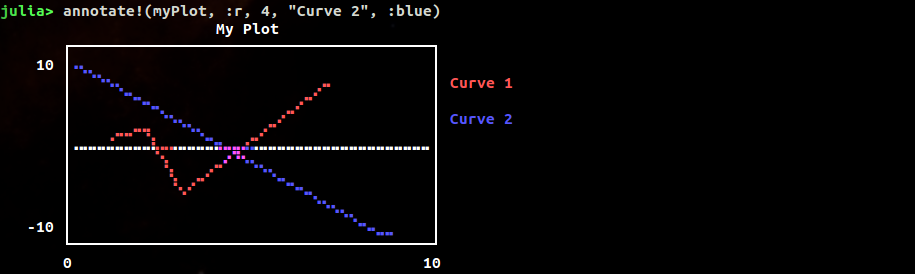 julia> annotate!(myPlot, :r, 4, "Curve 2", :blue)
My Plot
10
Curve 1
Curve 2
-10
0 10